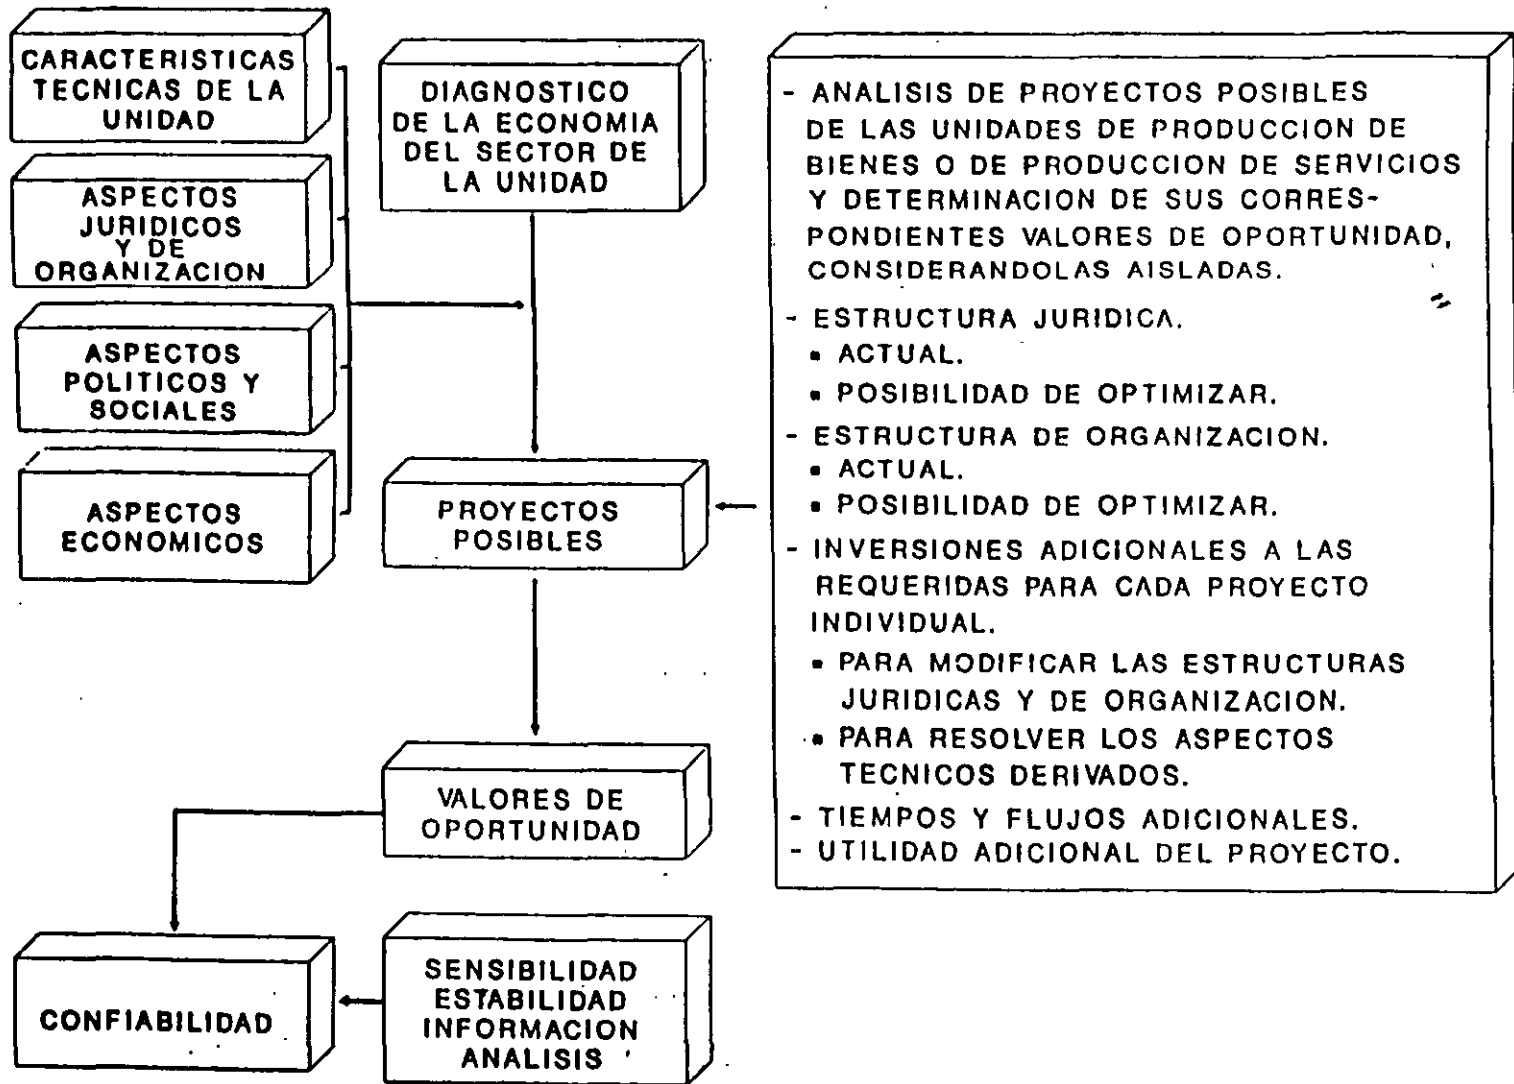 CARACTERISTICAS
TECNICAS DE LA
UNIDAD
ASPECTOS
JURIDICOS
Y DE
ORGANIZACION
ASPECTOS
POLITICOS Y
SOCIALES
ASPECTOS
ECONOMICOS
DIAGNOSTICO
DE LA ECONOMIA
DEL SECTOR DE
LA UNIDAD
PROYECTOS
POSIBLES
- ANALISIS DE PROYECTOS POSIBLES
DE LAS UNIDADES DE PRODUCCION DE
BIENES O DE PRODUCCION DE SERVICIOS
Y DETERMINACION DE SUS CORRES-
PONDIENTES VALORES DE OPORTUNIDAD,
CONSIDERANDOLAS AISLADAS.
- ESTRUCTURA JURIDICA.
▪ ACTUAL.
▪ POSIBILIDAD DE OPTIMIZAR.
- ESTRUCTURA DE ORGANIZACION.
▪ ACTUAL.
▪ POSIBILIDAD DE OPTIMIZAR.
- INVERSIONES ADICIONALES A LAS
REQUERIDAS PARA CADA PROYECTO
INDIVIDUAL.
▪ PARA MODIFICAR LAS ESTRUCTURAS
JURIDICAS Y DE ORGANIZACION.
▪ PARA RESOLVER LOS ASPECTOS
TECNICOS DERIVADOS.
- TIEMPOS Y FLUJOS ADICIONALES.
- UTILIDAD ADICIONAL DEL PROYECTO.
VALORES DE
OPORTUNIDAD
CONFIABILIDAD
SENSIBILIDAD
ESTABILIDAD
INFORMACION
ANALISIS